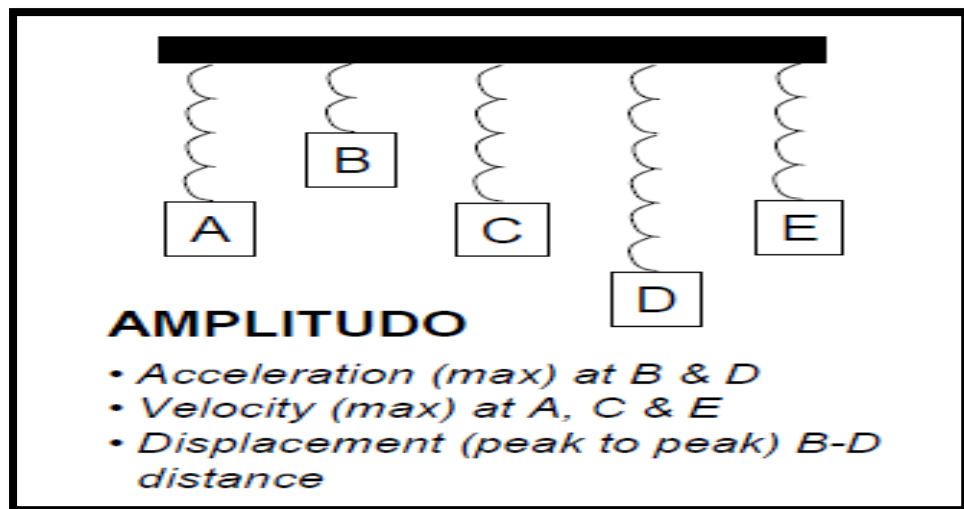 B
A
C
E
D
AMPLITUDO
• Acceleration (max) at B & D
• Velocity (max) at A, C & E
• Displacement (peak to peak) B-D
distance